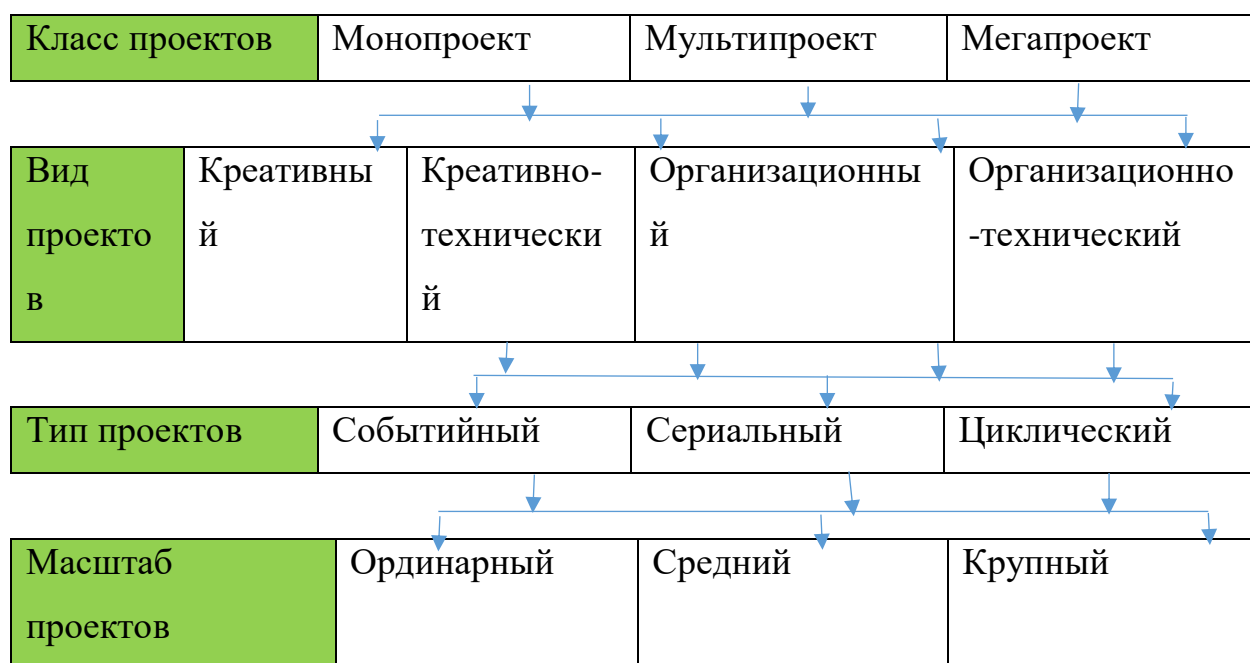 Класс проектов Монопроект Мультипроект Мегапроект
Вид Креативны Креативно- Организационны Организационно
проекто й технически й -технический
в й
Тип проектов Событийный Сериальный Циклический
Масштаб Ординарный Средний Крупный
проектов